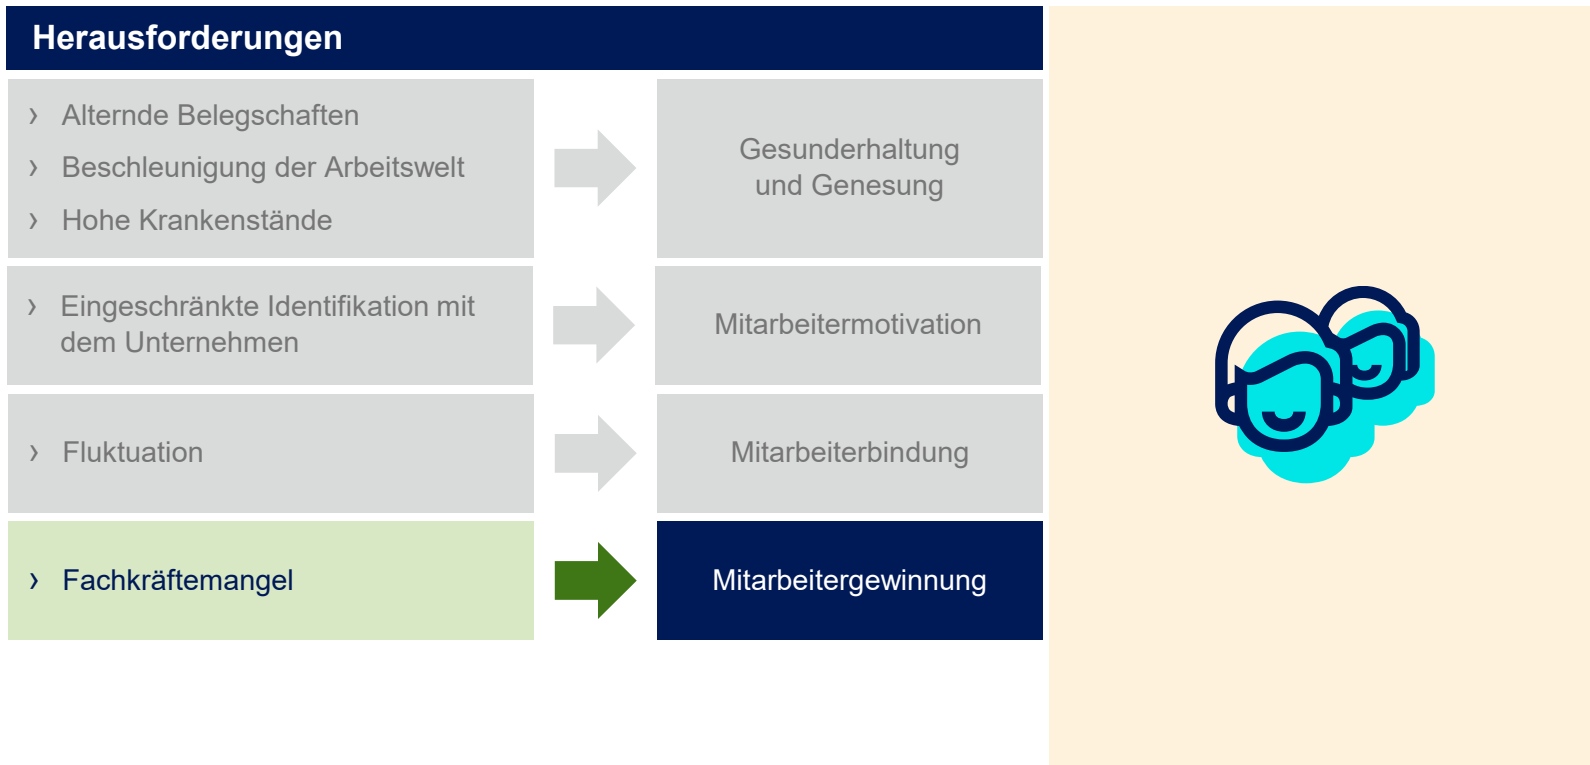 Herausforderungen
› Alternde Belegschaften
› Beschleunigung der Arbeitswelt
› Hohe Krankenstände
Gesunderhaltung
und Genesung
› Eingeschränkte Identifikation mit
dem Unternehmen
Mitarbeitermotivation
› Fluktuation
Mitarbeiterbindung
› Fachkräftemangel
Mitarbeitergewinnung